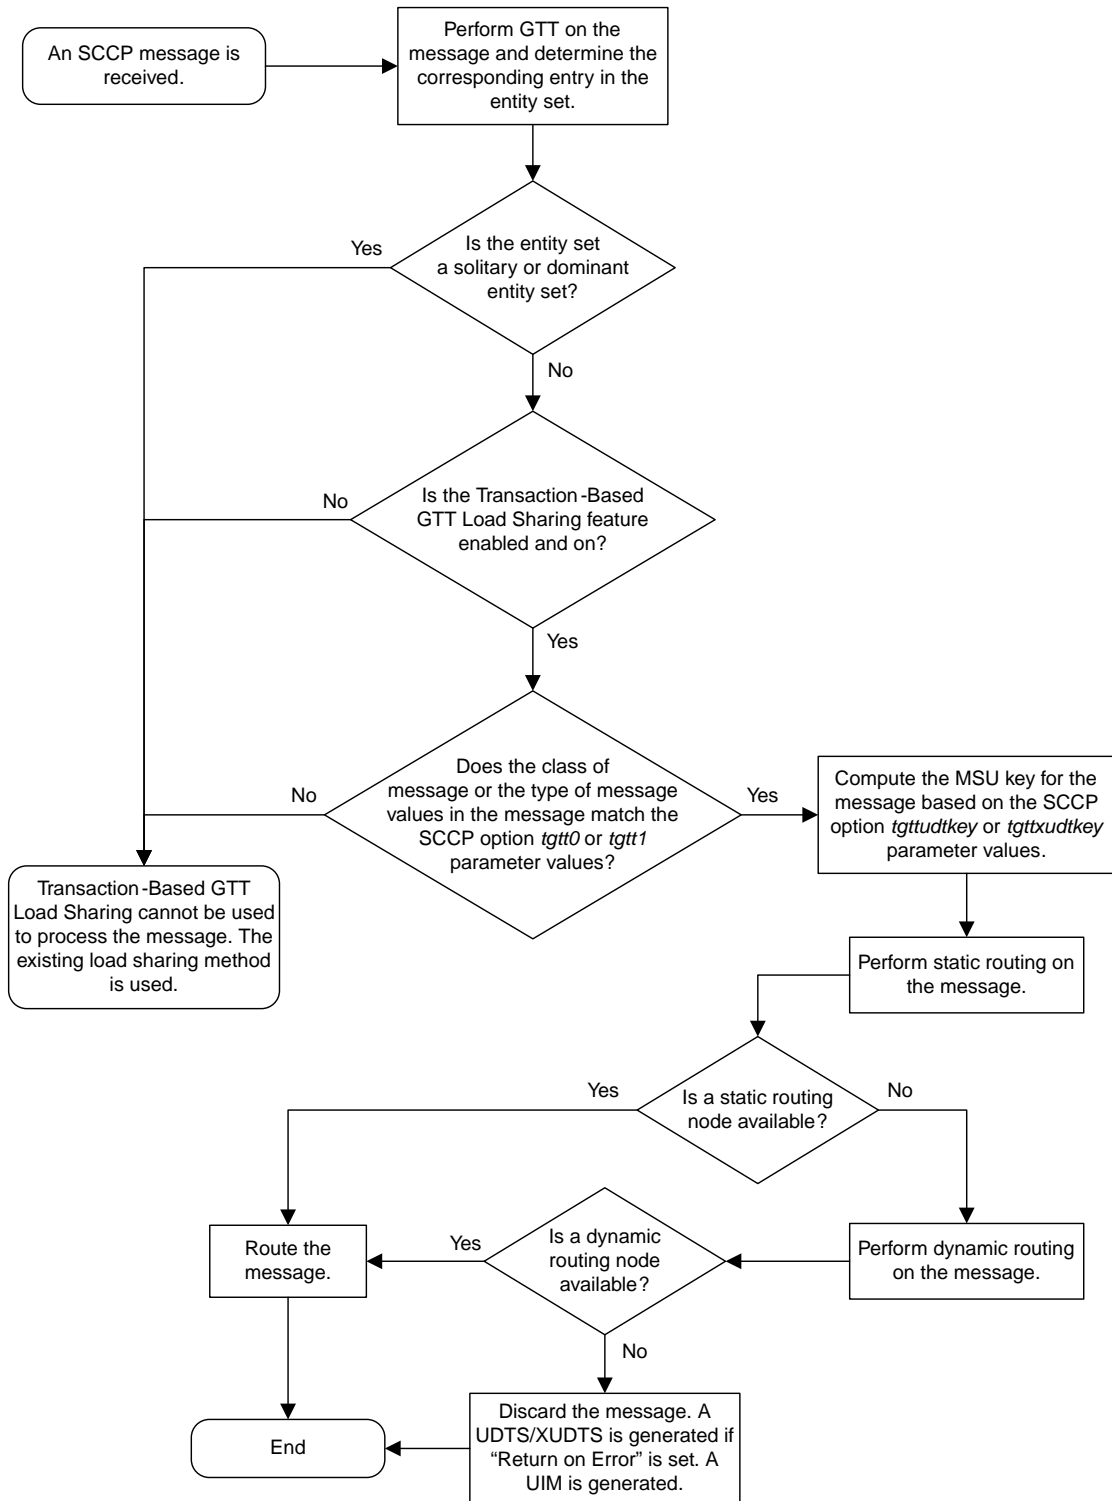 An SCCP message is
received.
Perform GTT on the
message and determine the
corresponding entry in the
entity set.
Yes
Is the entity set
a solitary or dominant
entity set?
No
No
Is the Transaction-Based
GTT Load Sharing feature
enabled and on?
Yes
No
Does the class of
message or the type of message
values in the message match the
SCCP option tgtt0 or tgtt1
parameter values?
Yes
Compute the MSU key for the
message based on the SCCP
option tgttudtkey or tgttxudtkey
parameter values.
Transaction-Based GTT
Load Sharing cannot be used
to process the message. The
existing load sharing method
is used.
Perform static routing on
the message.
Yes
Is a static routing
node available?
No
Route the
message.
Yes
Is a dynamic
routing node
available?
Perform dynamic routing
on the message.
No
End
Discard the message. A
UDTS/XUDTS is generated if
“Return on Error” is set. A
UIM is generated.